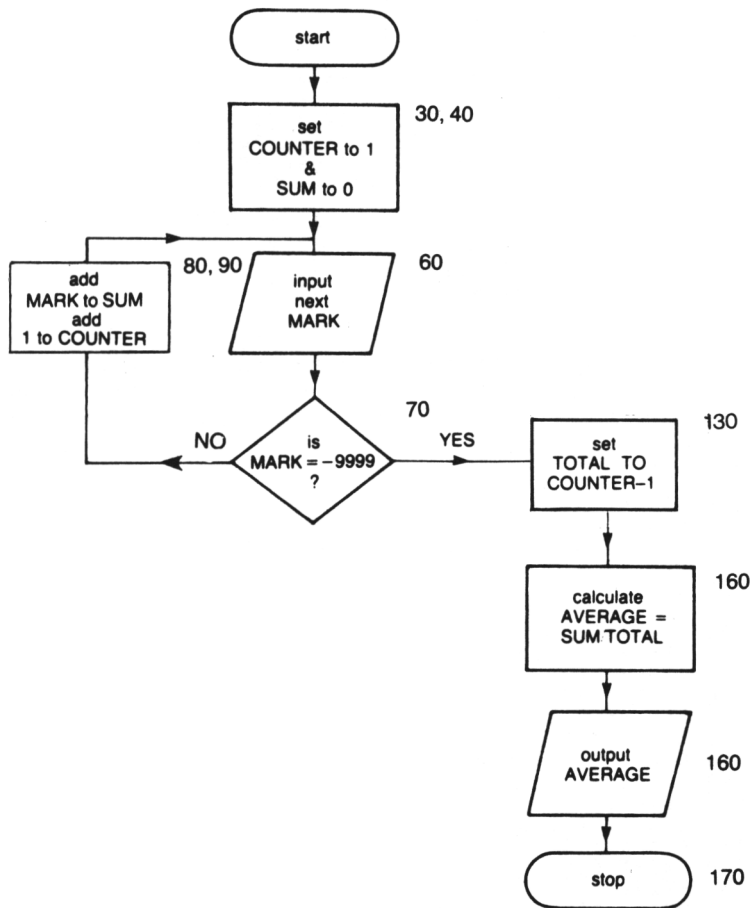 start
30, 40
set
COUNTER to 1
&
SUM to 0
80, 90
add
MARK to SUM
add
1 to COUNTER
60
input
next
MARK
70
NO
is
MARK = -9999
?
YES
130
set
TOTAL TO
COUNTER-1
160
calculate
AVERAGE =
SUM TOTAL
output
AVERAGE
160
stop
170